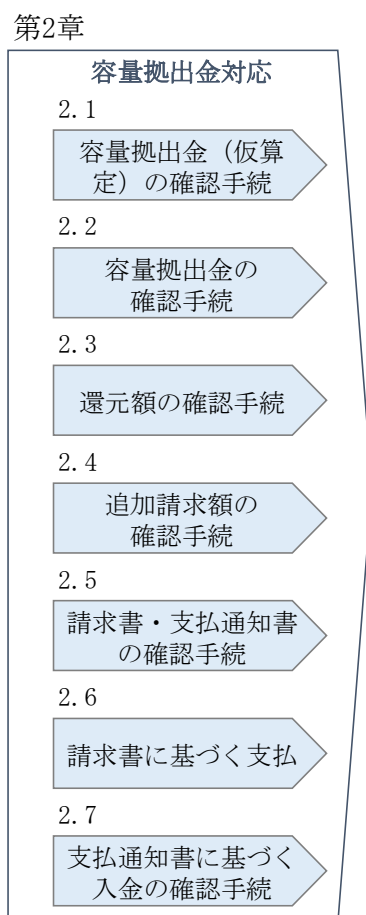 第2章
容量拠出金対応
2.1
容量拠出金（仮算
定）の確認手続
2.2
容量拠出金の
確認手続
2.3
還元額の確認手続
2.4
追加請求額の
確認手続
2.5
請求書・支払通知書
の確認手続
2.6
請求書に基づく支払
2.7
支払通知書に基づく
入金の確認手続